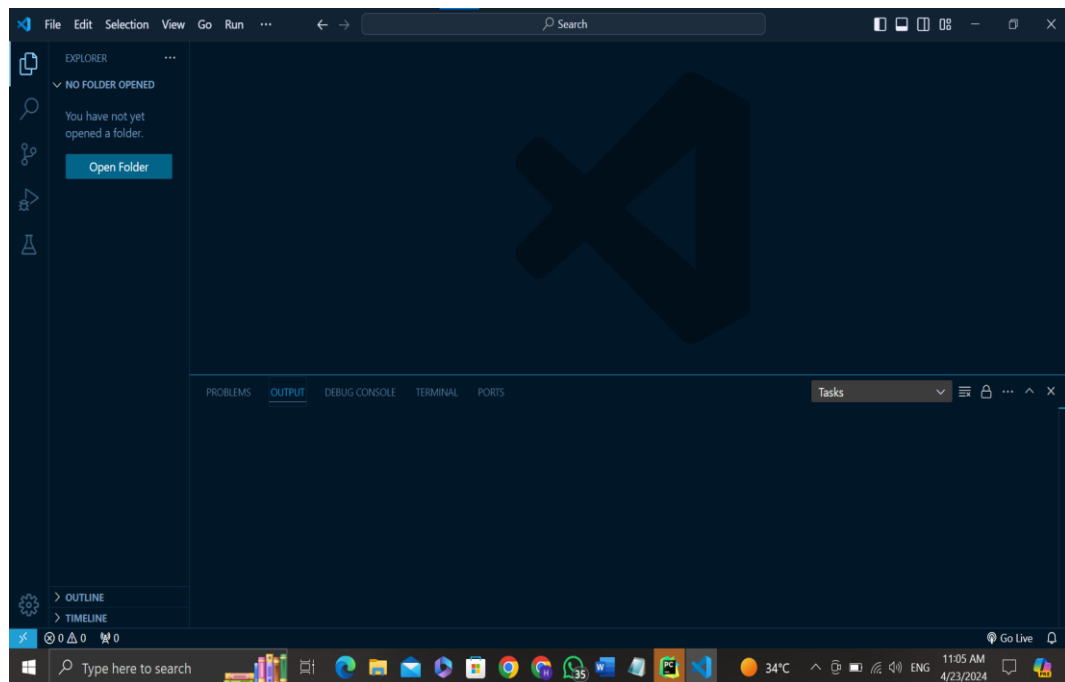 File Edit Selection View Go Run ··· Search
EXPLORER ···
NO FOLDER OPENED
You have not yet
opened a folder.
Open Folder
PROBLEMS OUTPUT DEBUG CONSOLE TERMINAL PORTS Tasks ···
OUTLINE
TIMELINE
0 0 0 Go Live
Type here to search 35 W PC 34°C ENG 11:05 AM
4/23/2024